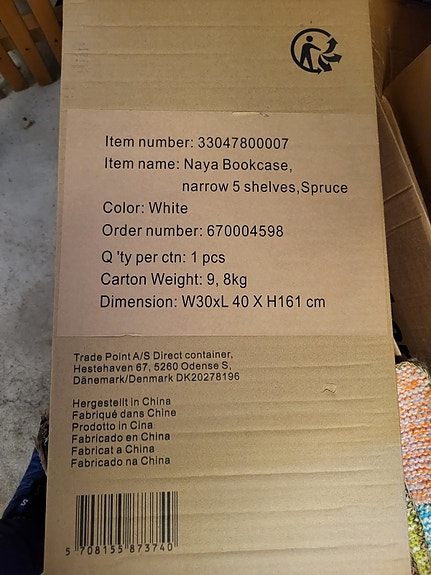 Item number: 33047800007
Item name: Naya Bookcase,
narrow 5 shelves,Spruce
Color: White
Order number: 670004598
Q 'ty per ctn: 1 pcs
Carton Weight: 9, 8kg
Dimension: W30xL 40 X H161 cm
Trade Point A/S Direct container,
Hestehaven 67, 5260 Odense S,
Dänemark/Denmark DK20278196
Hergestellt in China
Fabriqué dans Chine
Prodotto in Cina
Fabricado en China
Fabricat a China
Fabricado na China
5 708155 873740